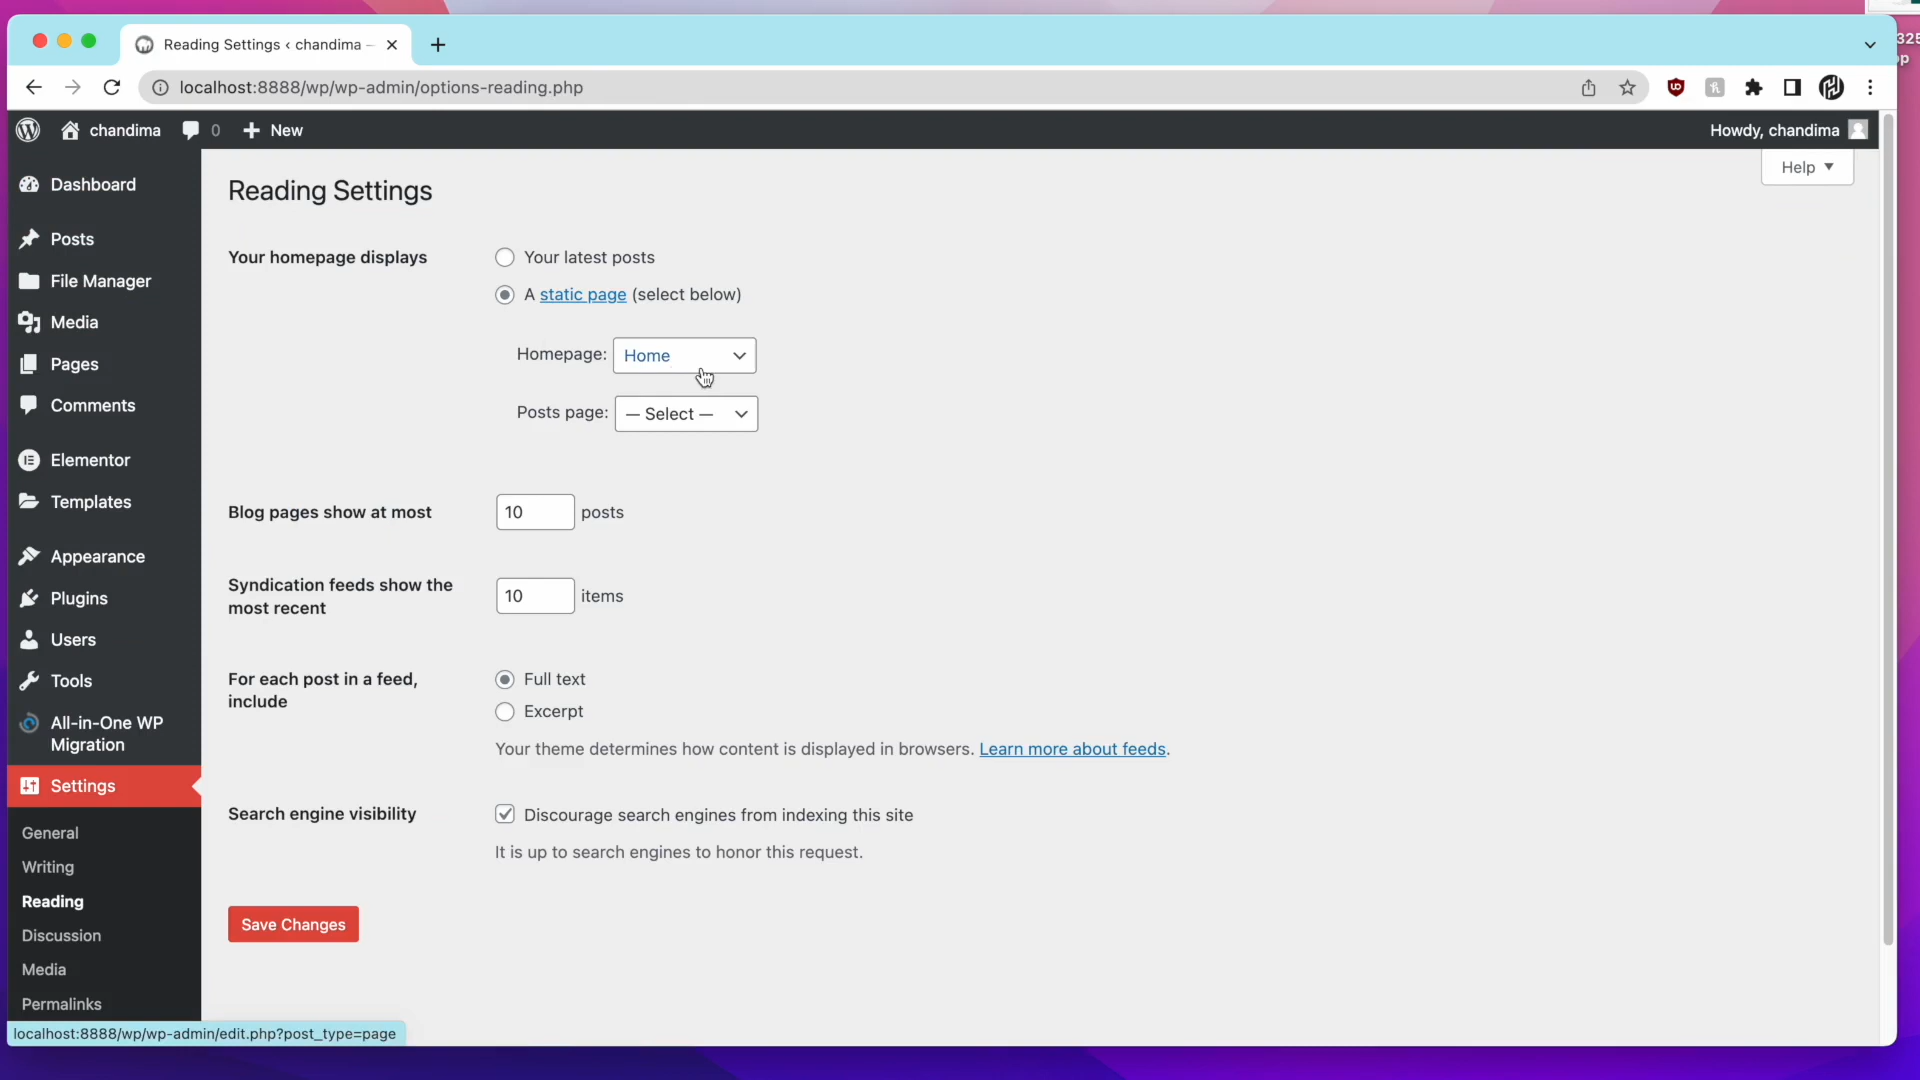 Reading Settings ‹ chandima –
325
localhost:8888/wp/wp-admin/options-reading.php
chandima
0
New
Howdy, chandima
Help
Dashboard
Posts
File Manager
Media
Pages
Comments
Elementor
Templates
Appearance
Plugins
Users
Tools
All-in-One WP
Migration
Settings
General
Writing
Reading
Discussion
Media
Permalinks
Reading Settings
Your homepage displays
Your latest posts
A static page (select below)
Homepage: Home
Posts page: — Select —
Blog pages show at most
10 posts
Syndication feeds show the
most recent
10 items
For each post in a feed,
include
Full text
Excerpt
Your theme determines how content is displayed in browsers. Learn more about feeds.
Search engine visibility
Discourage search engines from indexing this site
It is up to search engines to honor this request.
Save Changes
localhost:8888/wp/wp-admin/edit.php?post_type=page